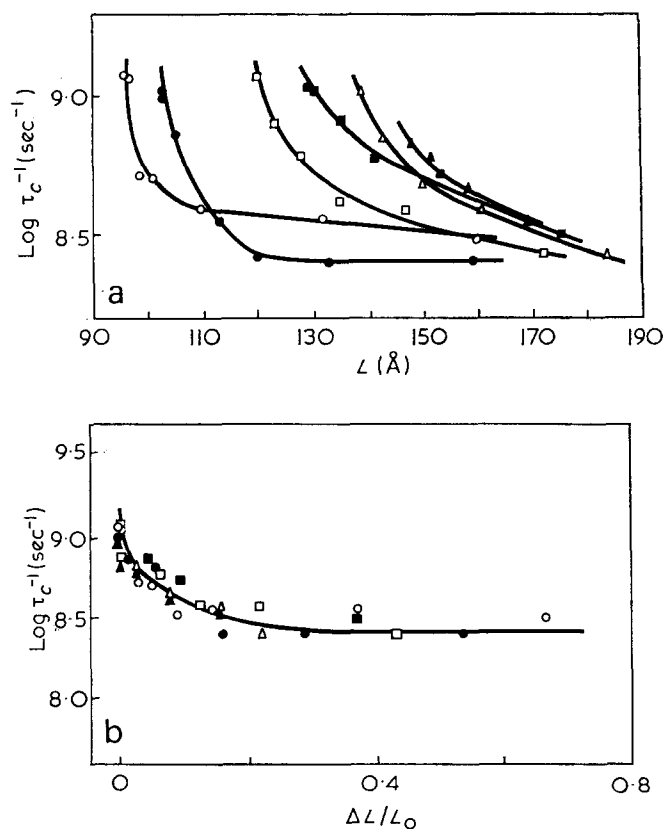 a
Log τc⁻¹ (sec⁻¹)
9·0
8·5
90 110 130 150 170 190
L (Å)
b
Log τc⁻¹ (sec⁻¹)
9·5
9·0
8·5
8·0
0 0·4 0·8
ΔL/L₀